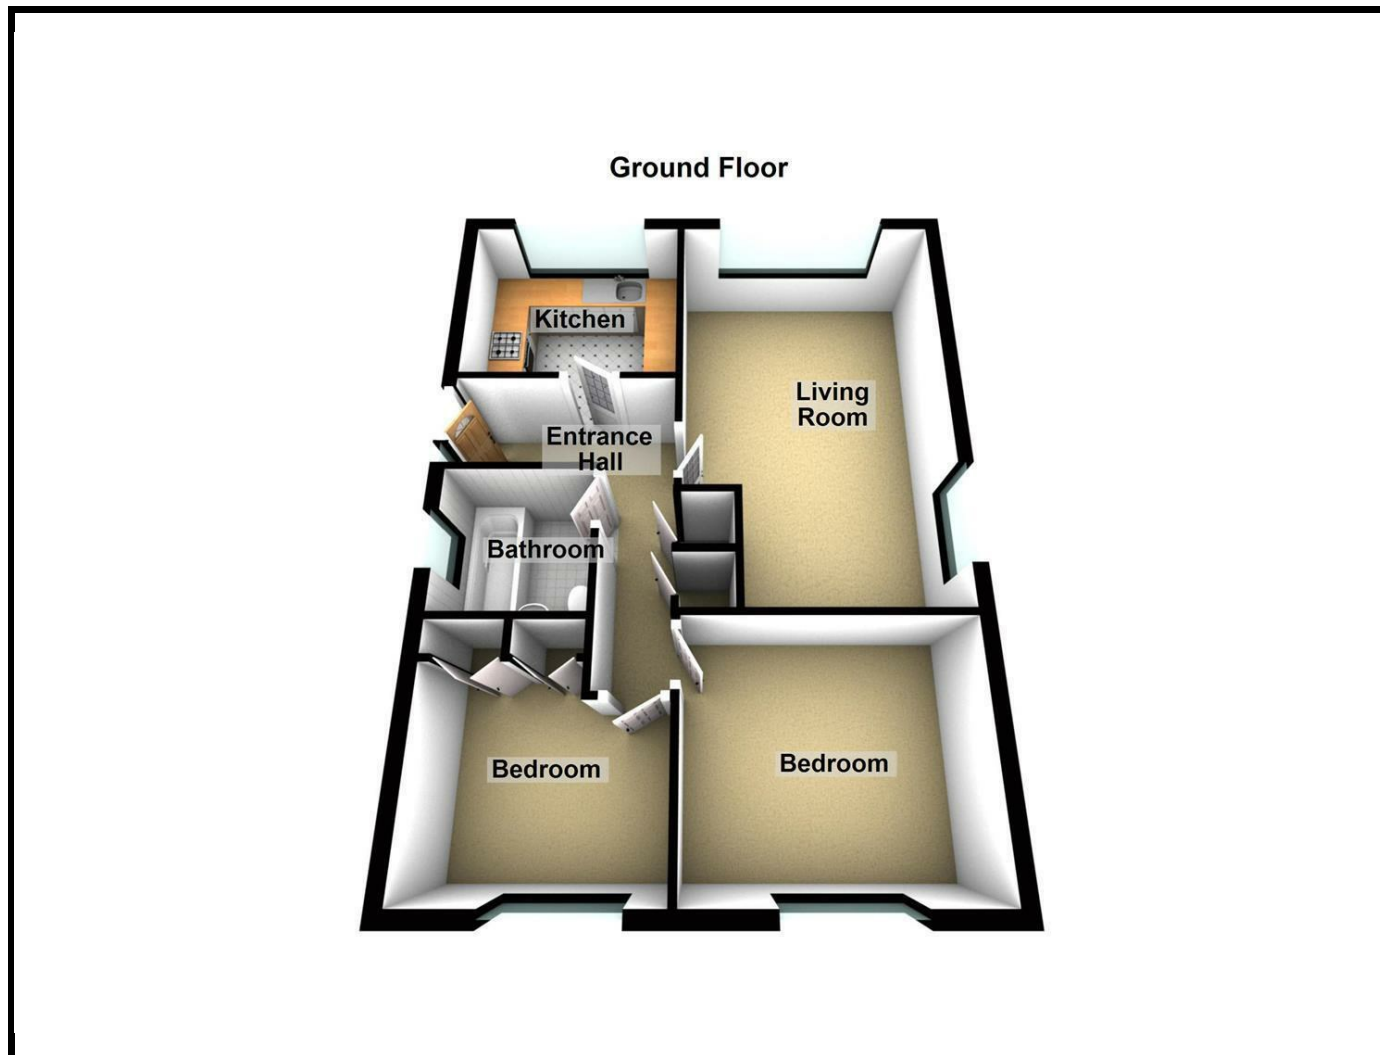 Ground Floor
Kitchen
Living
Room
Entrance
Hall
Bathroom
Bedroom
Bedroom